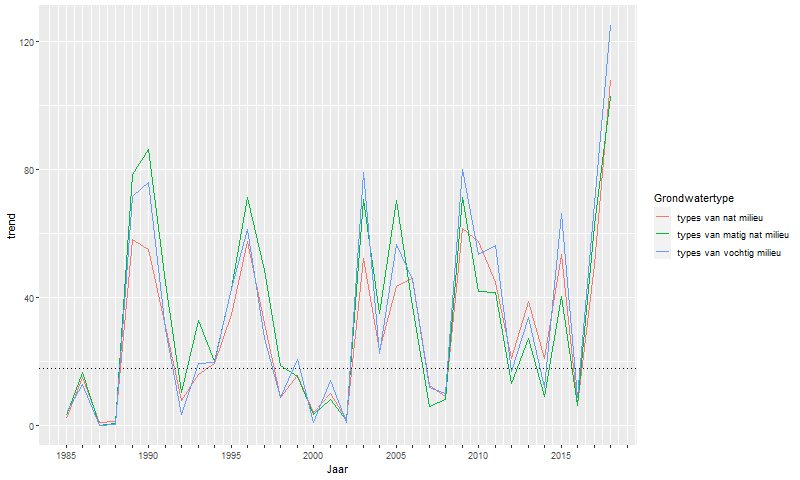 120
80
40
0
trend
1985
1990
1995
2000
2005
2010
2015
Jaar
Grondwatertype
types van nat milieu
types van matig nat milieu
types van vochtig milieu